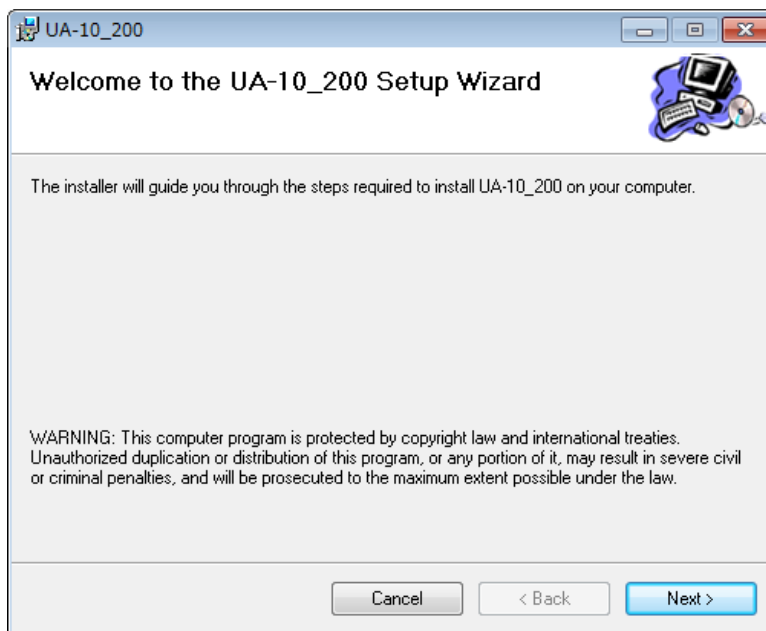 UA-10_200
Welcome to the UA-10_200 Setup Wizard
The installer will guide you through the steps required to install UA-10_200 on your computer.
WARNING: This computer program is protected by copyright law and international treaties.
Unauthorized duplication or distribution of this program, or any portion of it, may result in severe civil
or criminal penalties, and will be prosecuted to the maximum extent possible under the law.
Cancel
< Back
Next >